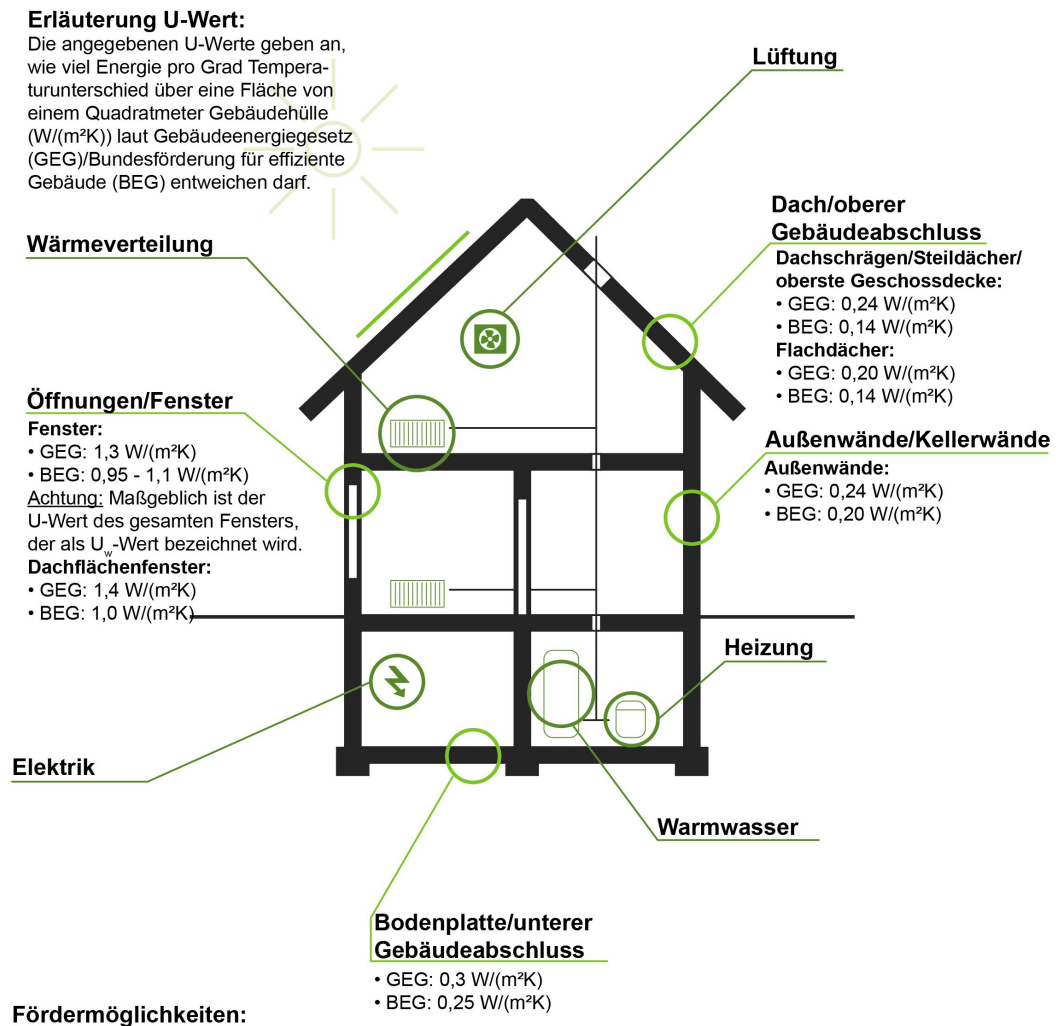 Erläuterung U-Wert:
Die angegebenen U-Werte geben an,
wie viel Energie pro Grad Tempera-
turunterschied über eine Fläche von
einem Quadratmeter Gebäudehülle
(W/(m²K)) laut Gebäudeenergiegesetz
(GEG)/Bundesförderung für effiziente
Gebäude (BEG) entweichen darf.
Lüftung
Wärmeverteilung
Dach/oberer
Gebäudeabschluss
Dachschrägen/Steildächer/
oberste Geschossdecke:
• GEG: 0,24 W/(m²K)
• BEG: 0,14 W/(m²K)
Flachdächer:
• GEG: 0,20 W/(m²K)
• BEG: 0,14 W/(m²K)
Öffnungen/Fenster
Fenster:
• GEG: 1,3 W/(m²K)
• BEG: 0,95 - 1,1 W/(m²K)
Achtung: Maßgeblich ist der
U-Wert des gesamten Fensters,
der als Uw-Wert bezeichnet wird.
Dachflächenfenster:
• GEG: 1,4 W/(m²K)
• BEG: 1,0 W/(m²K)
Außenwände/Kellerwände
Außenwände:
• GEG: 0,24 W/(m²K)
• BEG: 0,20 W/(m²K)
Heizung
Elektrik
Warmwasser
Bodenplatte/unterer
Gebäudeabschluss
• GEG: 0,3 W/(m²K)
• BEG: 0,25 W/(m²K)
Fördermöglichkeiten: